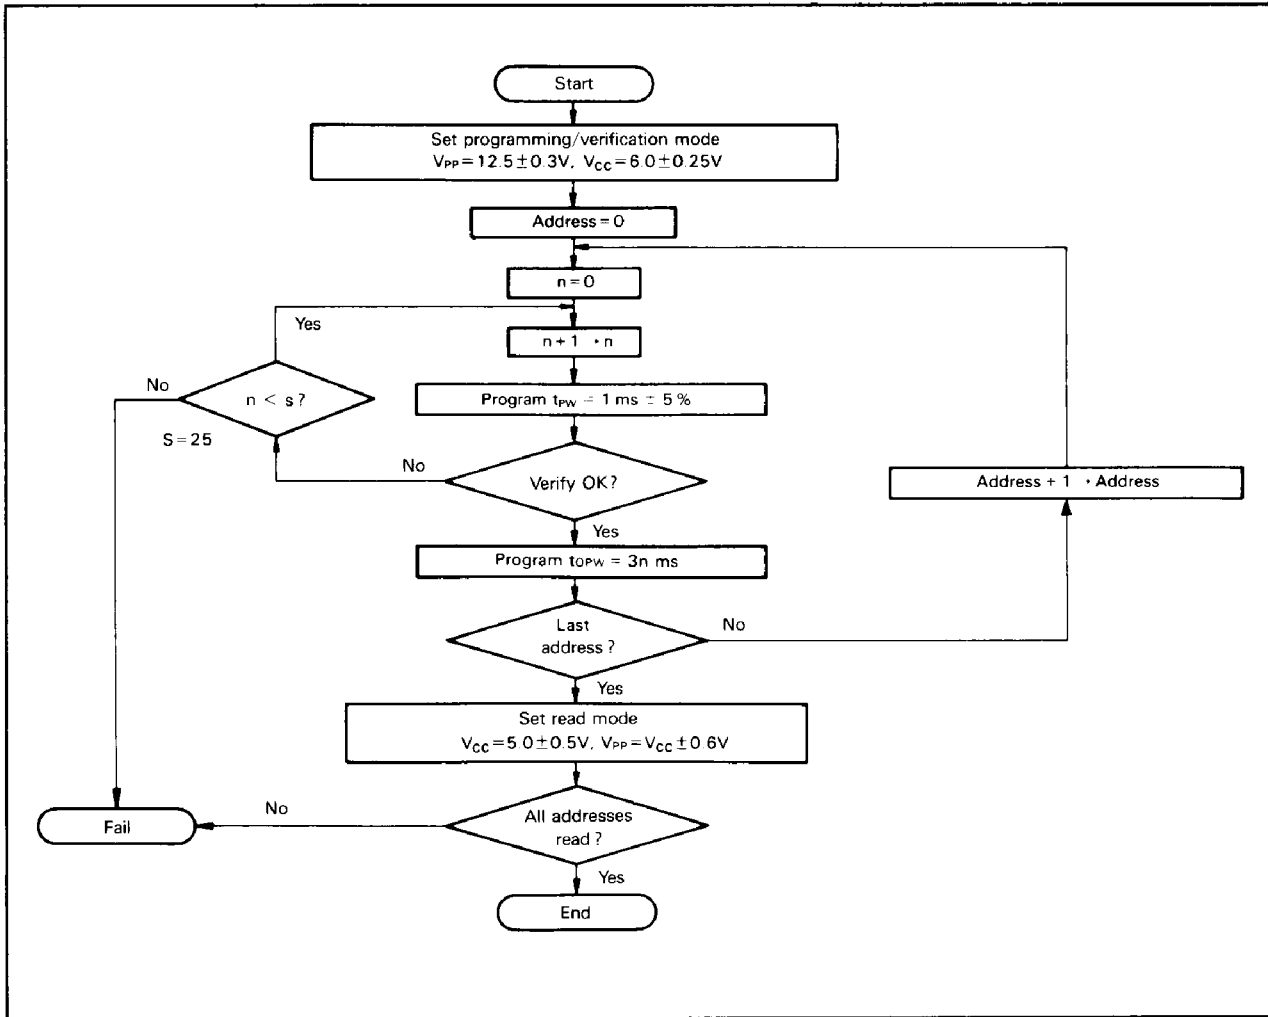 Start
Set programming/verification mode
VPP=12.5±0.3V, VCC=6.0±0.25V
Address=0
n=0
Yes
n+1 → n
No
n < s?
Program tPW = 1 ms ± 5%
S=25
No
Verify OK?
Address + 1 → Address
Yes
Program tOPW = 3n ms
Last
address?
No
Yes
Set read mode
VCC=5.0±0.5V, VPP=VCC±0.6V
No
Fail
All addresses
read?
Yes
End